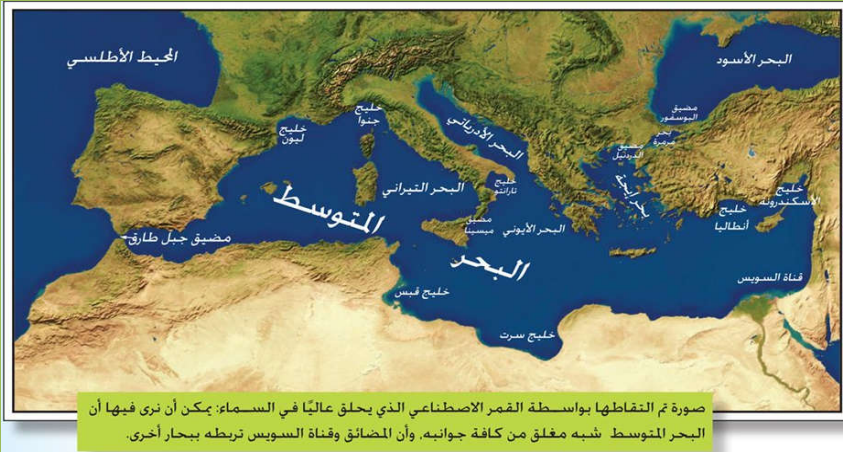 المحيط الأطلسي
البحر الأسود
خليج
جنوا
مضيق
البوسفور
خليج
ليون
البحر الأدرياتي
بحر
مرمرة
مضيق
الدردنيل
خليج
تارانتو
بحر إيجة
البحر التيراني
خليج
الاسكندرونة
المتوسط
خليج
أنطاليا
مضيق
ميسينا
البحر الأيوني
مضيق جبل طارق
البحر
قناة السويس
خليج قبس
خليج سرت
صورة تم التقاطها بواسـطة القمر الاصطناعي الذي يحلق عاليًا في السـماء: يمكن أن نرى فيها أن
البحر المتوسط شبه مغلق من كافة جوانبه، وأن المضائق وقناة السويس تربطه ببحار أخرى.